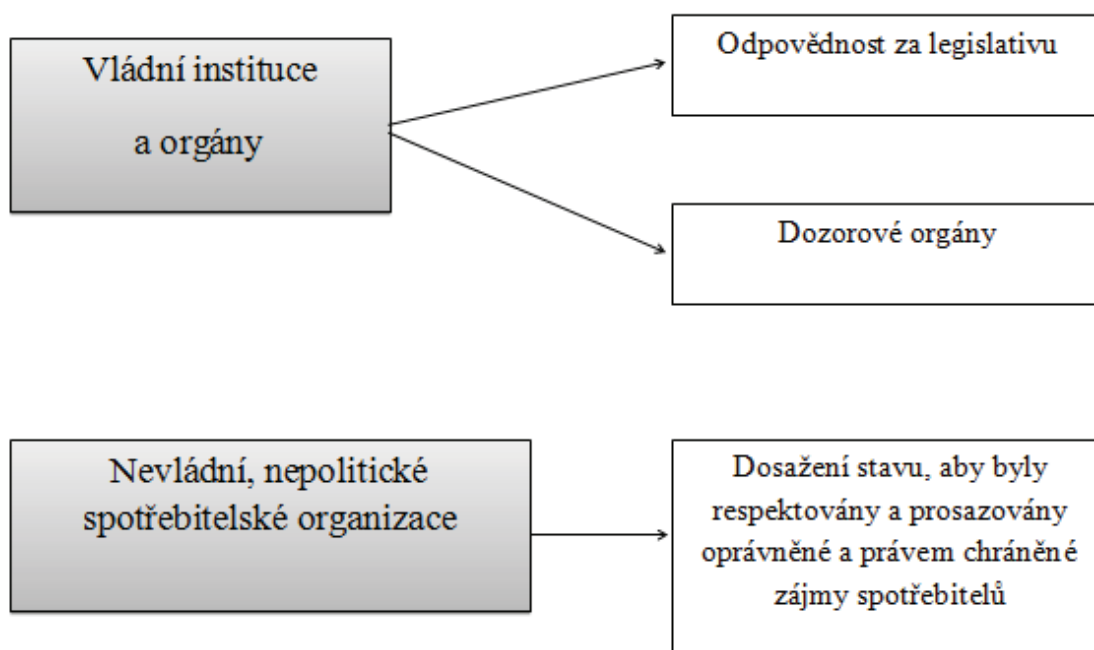 Vládní instituce
a orgány
Odpovědnost za legislativu
Dozorové orgány
Nevládní, nepolitické
spotřebitelské organizace
Dosažení stavu, aby byly
respektovány a prosazovány
oprávněné a právem chráněné
zájmy spotřebitelů